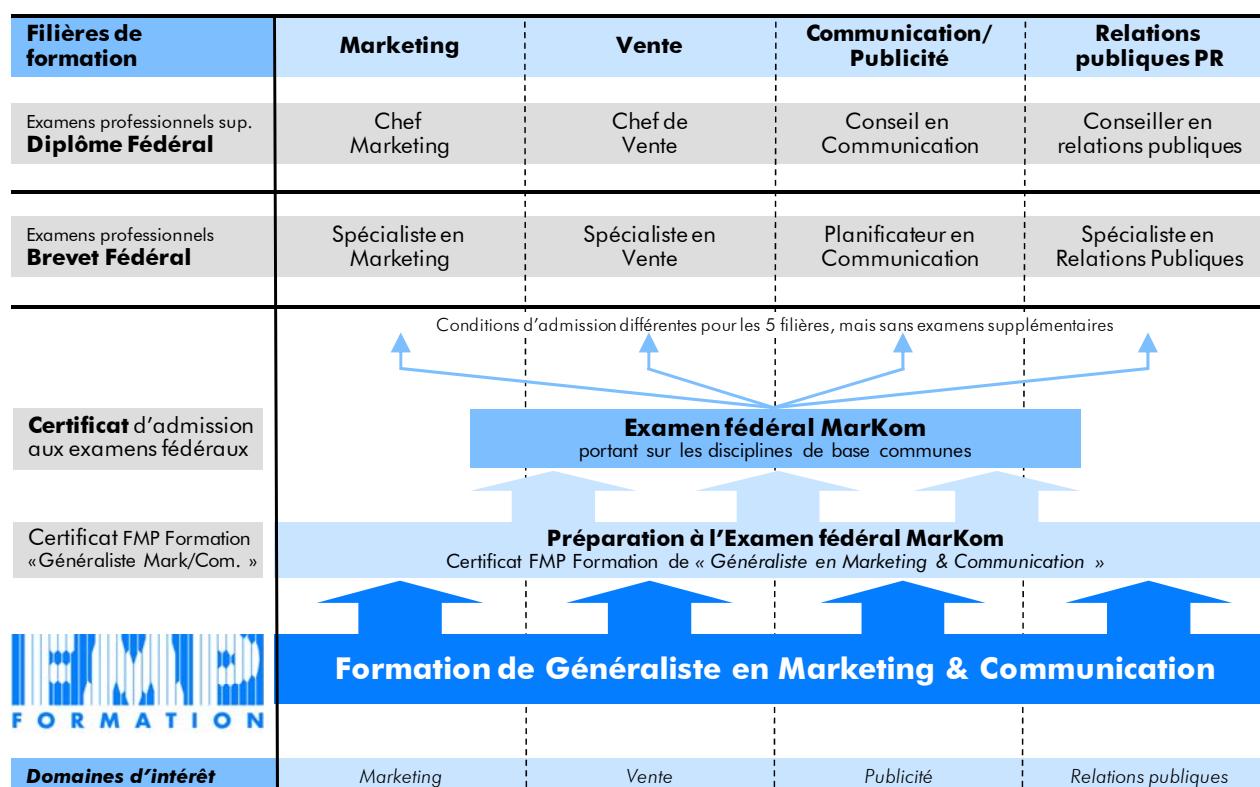 Filières de
formation
Marketing
Vente
Communication/
Publicité
Relations
publiques PR
Examens professionnels sup.
Diplôme Fédéral
Chef
Marketing
Chef de
Vente
Conseil en
Communication
Conseiller en
relations publiques
Examens professionnels
Brevet Fédéral
Spécialiste en
Marketing
Spécialiste en
Vente
Planificateur en
Communication
Spécialiste en
Relations Publiques
Conditions d'admission différentes pour les 5 filières, mais sans examens supplémentaires
Certificat d'admission
aux examens fédéraux
Examen fédéral MarKom
portant sur les disciplines de base communes
Certificat FMP Formation
«Généraliste Mark/Com. »
Préparation à l'Examen fédéral MarKom
Certificat FMP Formation de « Généraliste en Marketing & Communication »
FMP
FORMATION
Formation de Généraliste en Marketing & Communication
Domaines d'intérêt
Marketing
Vente
Publicité
Relations publiques